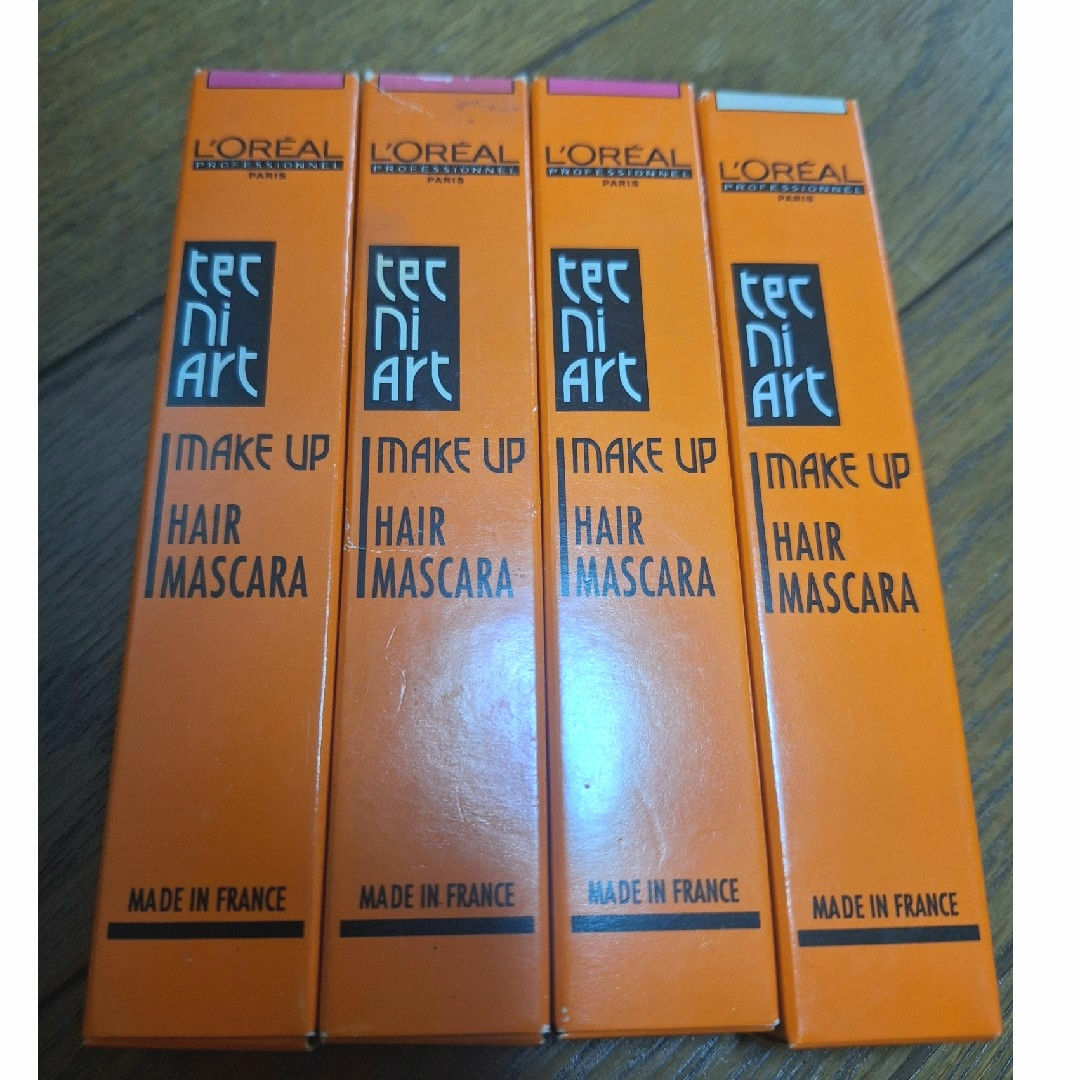 L'ORÉAL
PROFESSIONNEL
PARIS
tec
ni
art
MAKE UP
HAIR
MASCARA
MADE IN FRANCE
L'ORÉAL
PROFESSIONNEL
PARIS
tec
ni
art
MAKE UP
HAIR
MASCARA
MADE IN FRANCE
L'ORÉAL
PROFESSIONNEL
PARIS
tec
ni
art
MAKE UP
HAIR
MASCARA
MADE IN FRANCE
L'ORÉAL
PROFESSIONNEL
PARIS
tec
ni
art
MAKE UP
HAIR
MASCARA
MADE IN FRANCE